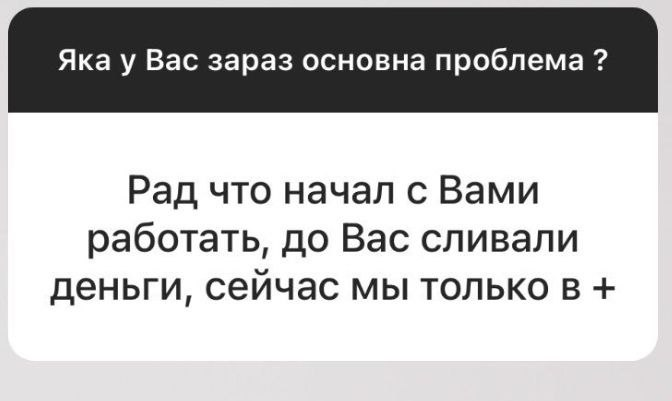 Яка у Вас зараз основна проблема ?
Рад что начал с Вами
работать, до Вас сливали
деньги, сейчас мы только в +